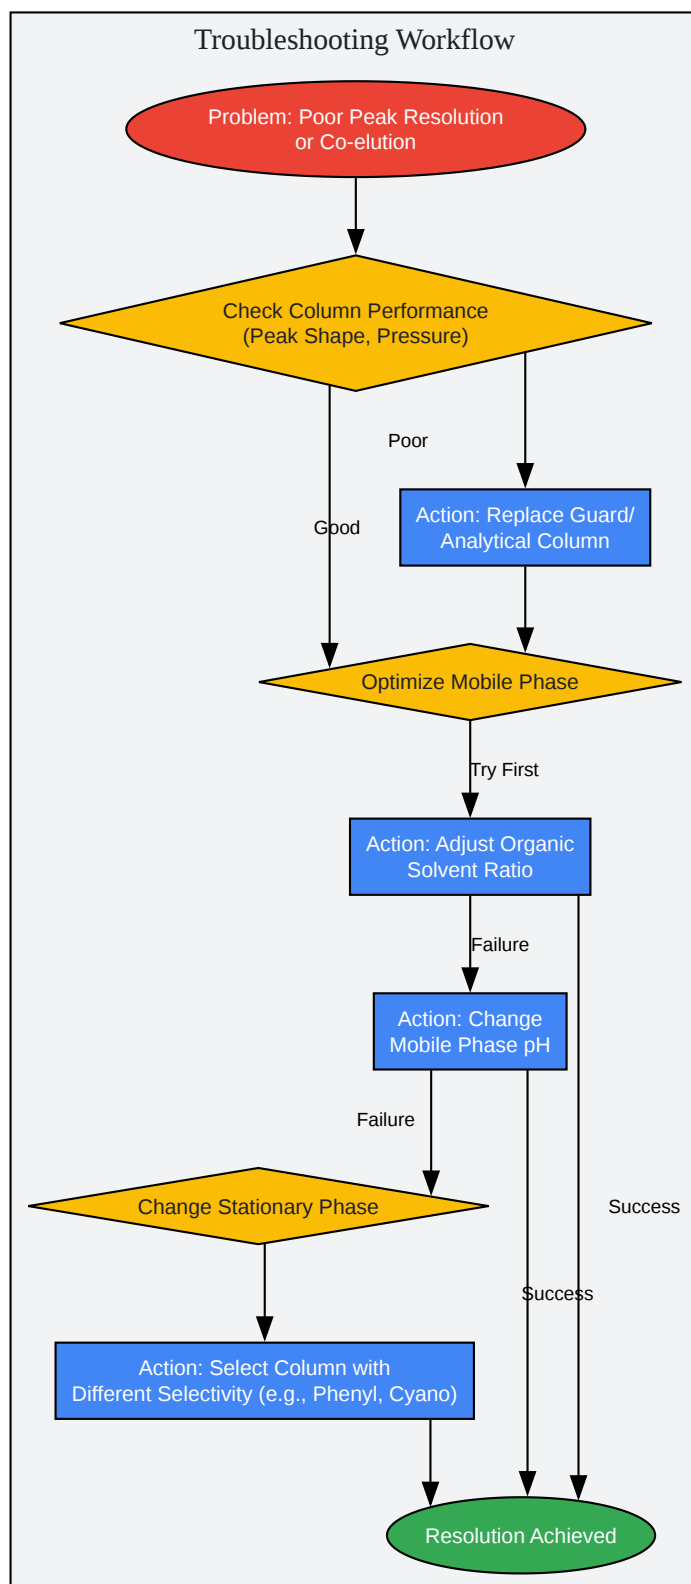 Troubleshooting Workflow
Problem: Poor Peak Resolution
or Co-elution
Check Column Performance
(Peak Shape, Pressure)
Poor
Action: Replace Guard/
Analytical Column
Good
Optimize Mobile Phase
Try First
Action: Adjust Organic
Solvent Ratio
Failure
Action: Change
Mobile Phase pH
Failure
Change Stationary Phase
Success
Success
Action: Select Column with
Different Selectivity (e.g., Phenyl, Cyano)
Resolution Achieved